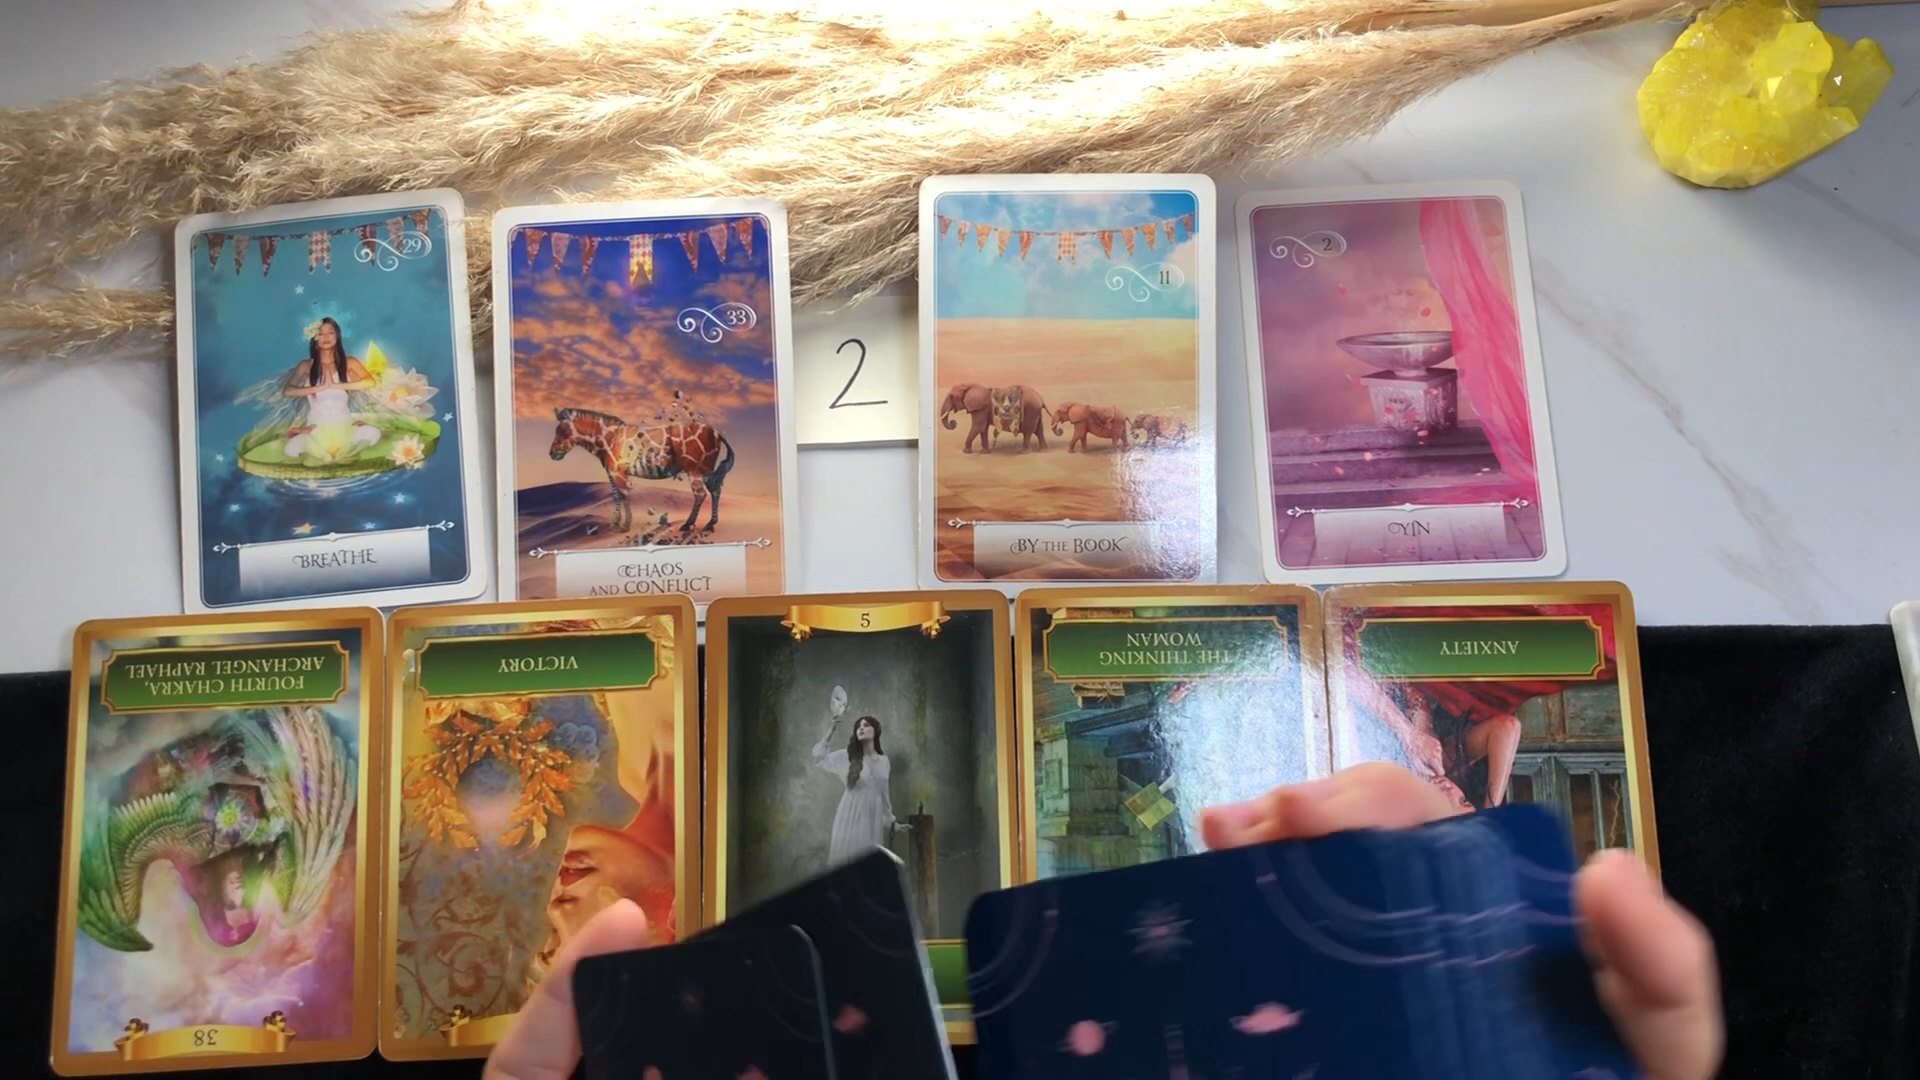 29
BREATHE
33
CHAOS
AND CONFLICT
2
11
BY THE BOOK
2
YIN
FOURTH CHAKRA,
ARCHANGEL RAPHAEL
38
VICTORY
5
THE THINKING
WOMAN
ANXIETY